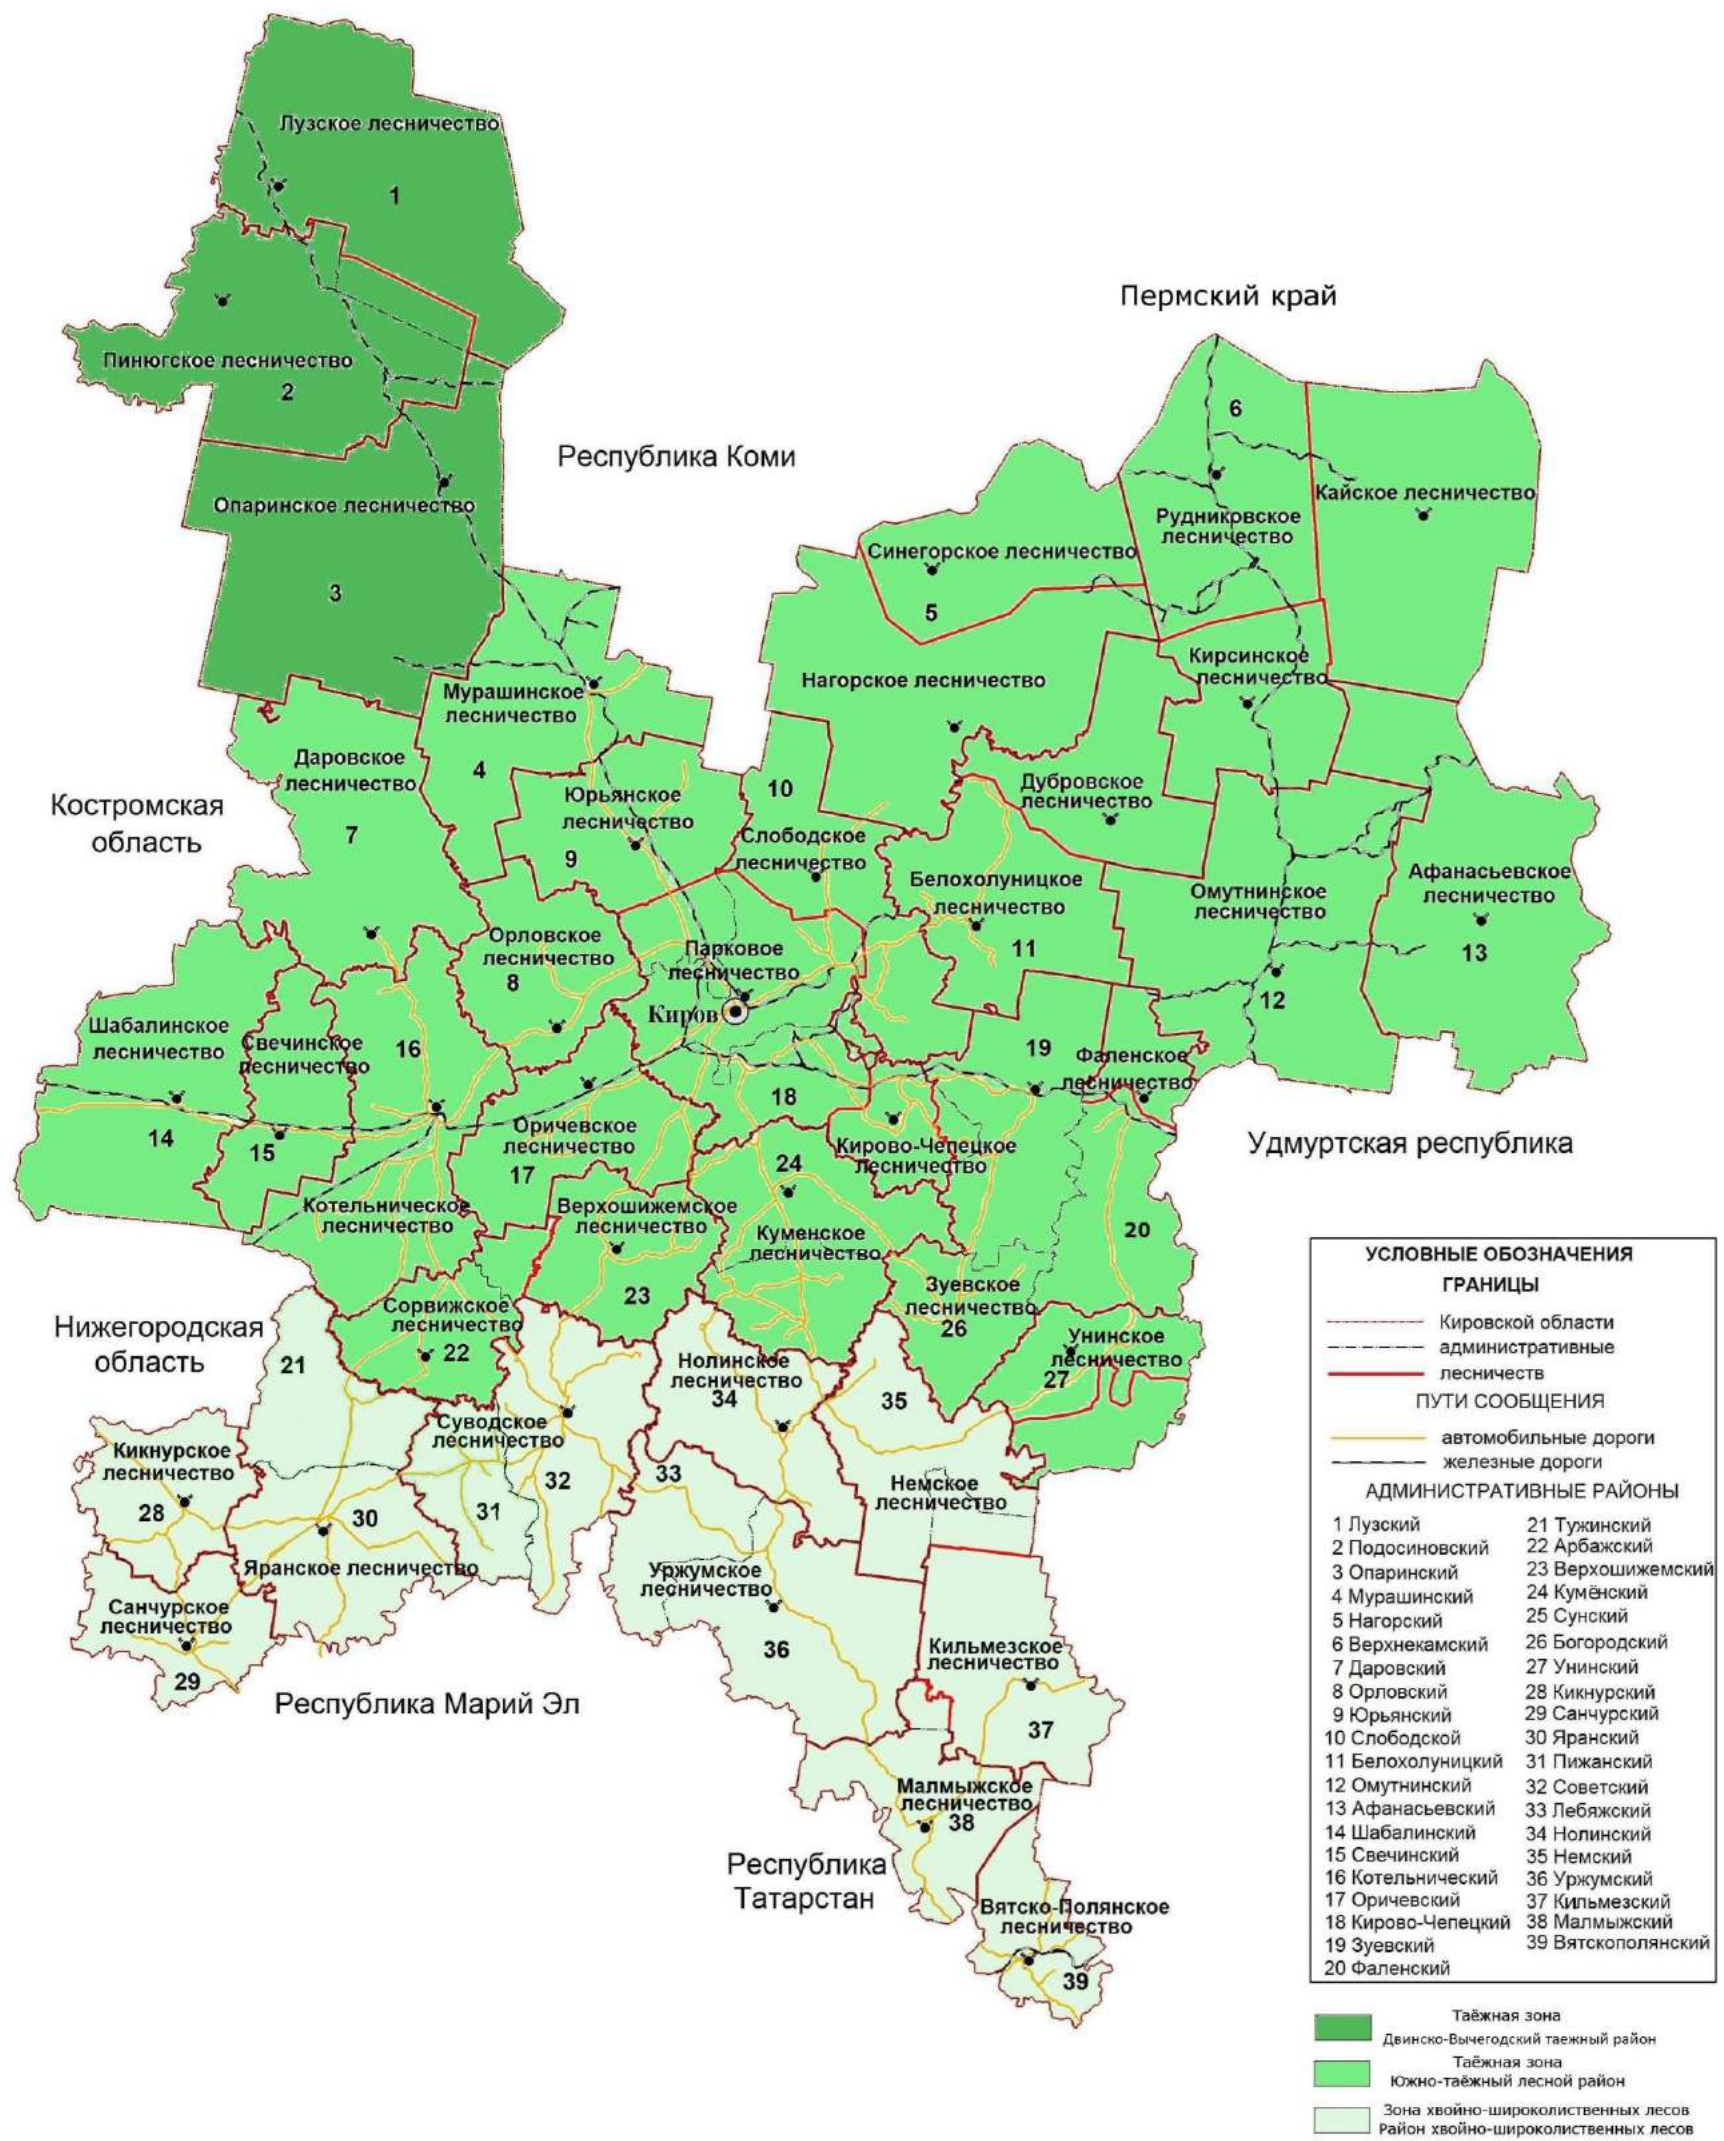 Лузское лесничество
1
Пинюгское лесничество
2
Опаринское лесничество
3
Республика Коми
Пермский край
6
Кайское лесничество
Рудниковское
лесничество
Синегорское лесничество
5
Нагорское лесничество
Кирсинское
лесничество
Мурашинское
лесничество
4
Даровское
лесничество
7
Костромская
область
Юрьянское
лесничество
9
10
Слободское
лесничество
Дубровское
лесничество
Белохолуницкое
лесничество
11
Омутнинское
лесничество
12
Афанасьевское
лесничество
13
Орловское
лесничество
8
Парковое
лесничество
Киров
Шабалинское
лесничество
14
Свечинское
лесничество
15
16
19
Фаленское
лесничество
18
Оричевское
лесничество
17
Кирово-Чепецкое
лесничество
24
Удмуртская республика
Котельническое
лесничество
Верхошижемское
лесничество
23
Куменское
лесничество
20
Зуевское
лесничество
26
Сорвижское
лесничество
22
Унинское
лесничество
27
Нижегородская
область
21
Нолинское
лесничество
34
35
Суводское
лесничество
31
32
33
Кикнурское
лесничество
28
30
Яранское лесничество
Немское
лесничество
Уржумское
лесничество
36
Санчурское
лесничество
29
Республика Марий Эл
Кильмезское
лесничество
37
Малмыжское
лесничество
38
Республика
Татарстан
Вятско-Полянское
лесничество
39
УСЛОВНЫЕ ОБОЗНАЧЕНИЯ
ГРАНИЦЫ
Кировской области
административные
лесничеств
ПУТИ СООБЩЕНИЯ
автомобильные дороги
железные дороги
АДМИНИСТРАТИВНЫЕ РАЙОНЫ
1 Лузский
2 Подосиновский
3 Опаринский
4 Мурашинский
5 Нагорский
6 Верхнекамский
7 Даровский
8 Орловский
9 Юрьянский
10 Слободской
11 Белохолуницкий
12 Омутнинский
13 Афанасьевский
14 Шабалинский
15 Свечинский
16 Котельнический
17 Оричевский
18 Кирово-Чепецкий
19 Зуевский
20 Фаленский
21 Тужинский
22 Арбажский
23 Верхошижемский
24 Кумёнский
25 Сунский
26 Богородский
27 Унинский
28 Кикнурский
29 Санчурский
30 Яранский
31 Пижанский
32 Советский
33 Лебяжский
34 Нолинский
35 Немский
36 Уржумский
37 Кильмезский
38 Малмыжский
39 Вятскополянский
Таёжная зона
Двинско-Вычегодский таежный район
Таёжная зона
Южно-таёжный лесной район
Зона хвойно-широколиственных лесов
Район хвойно-широколиственных лесов